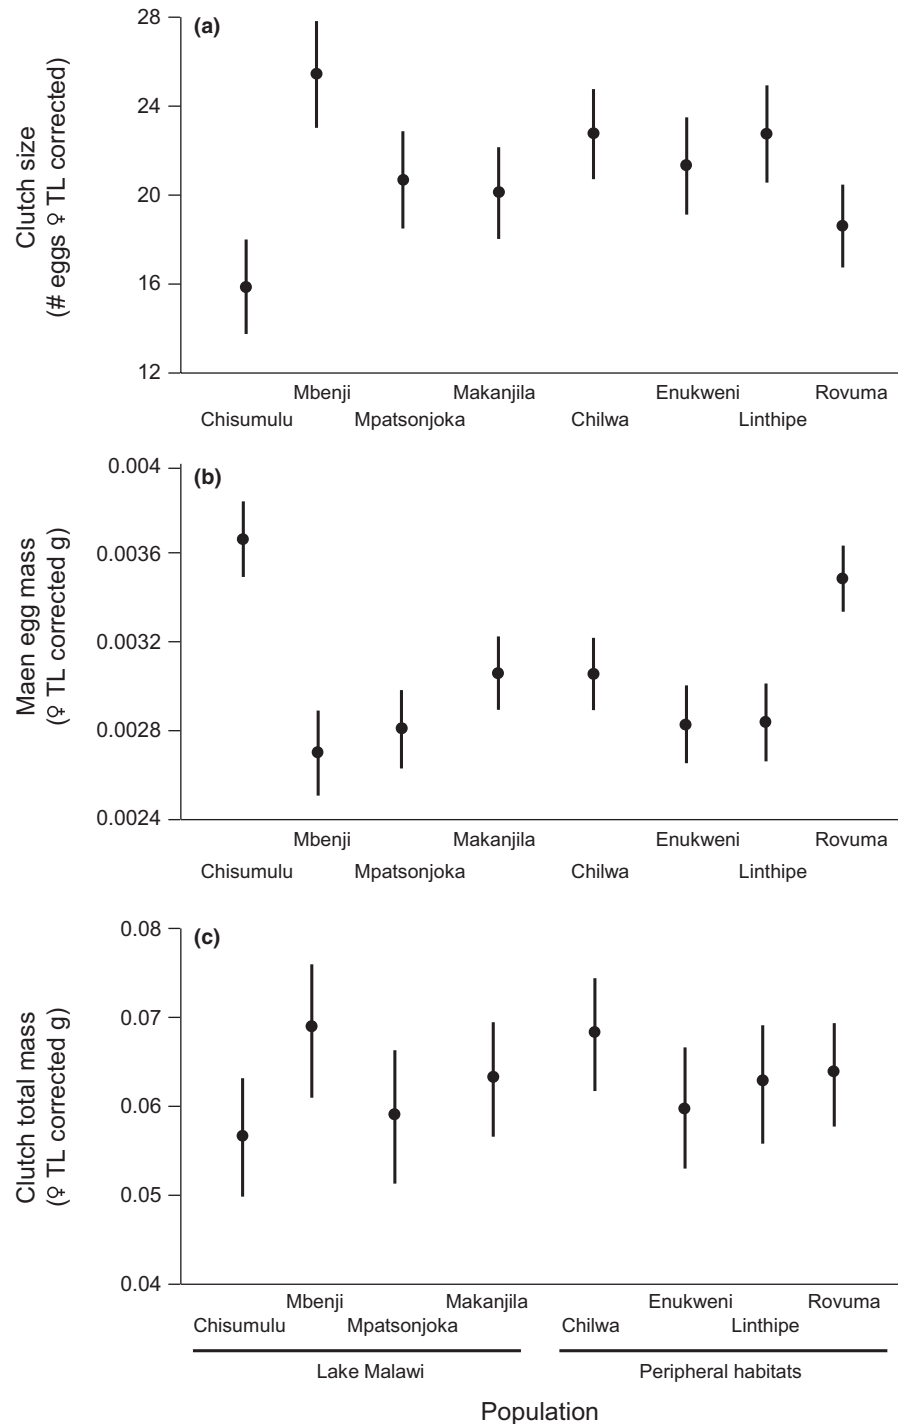 (a)
28
24
20
16
12
Clutch size
(# eggs ♀ TL corrected)
Mbenji Makanjila Enukweni Rovuma
Chisumulu Mpatsonjoka Chilwa Linthipe
(b)
0.004
0.0036
0.0032
0.0028
0.0024
Maen egg mass
(♀ TL corrected g)
Mbenji Makanjila Enukweni Rovuma
Chisumulu Mpatsonjoka Chilwa Linthipe
(c)
0.08
0.07
0.06
0.05
0.04
Clutch total mass
(♀ TL corrected g)
Mbenji Makanjila Enukweni Rovuma
Chisumulu Mpatsonjoka Chilwa Linthipe
Lake Malawi Peripheral habitats
Population